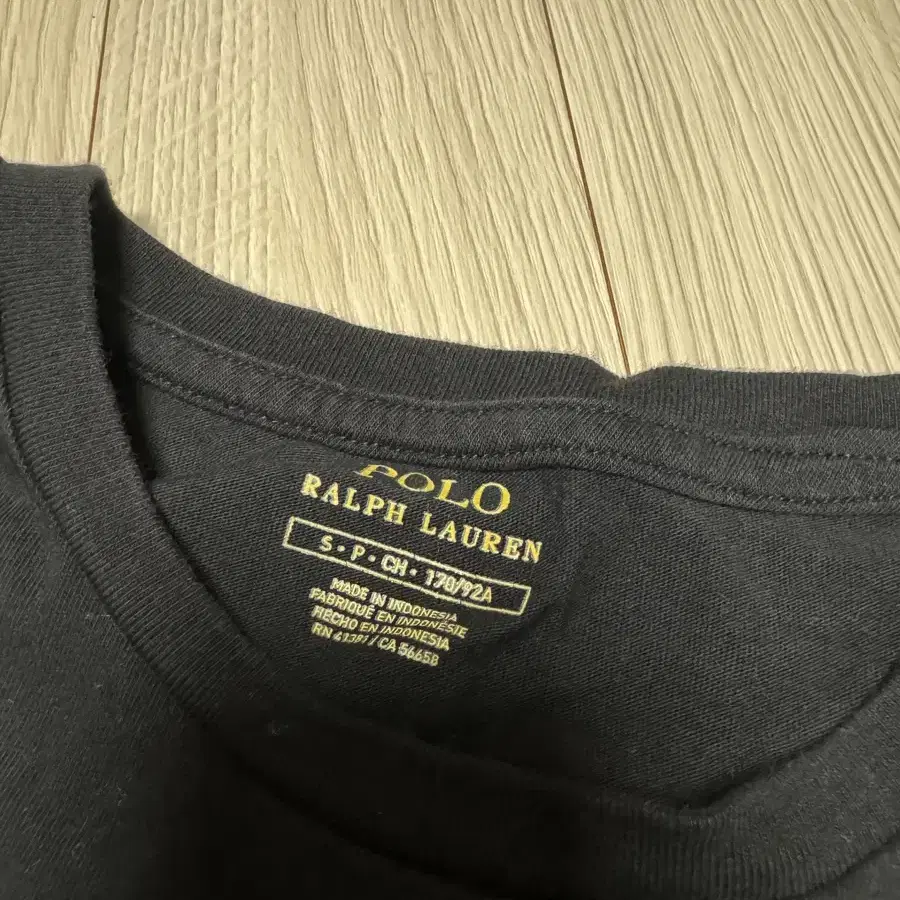 POLO
RALPH LAUREN
S • P • CH • 170/92A
MADE IN INDONESIA
FABRIQUÉ EN INDONÉSIE
HECHO EN INDONESIA
RN 41381 / CA 56658